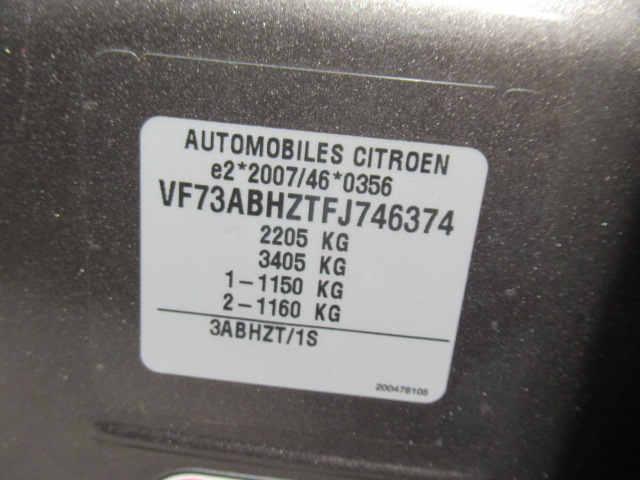 AUTOMOBILES CITROEN
e2*2007/46*0356
VF73ABHZTFJ746374
2205 KG
3405 KG
1-1150 KG
2-1160 KG
3ABHZT/1S
200478105